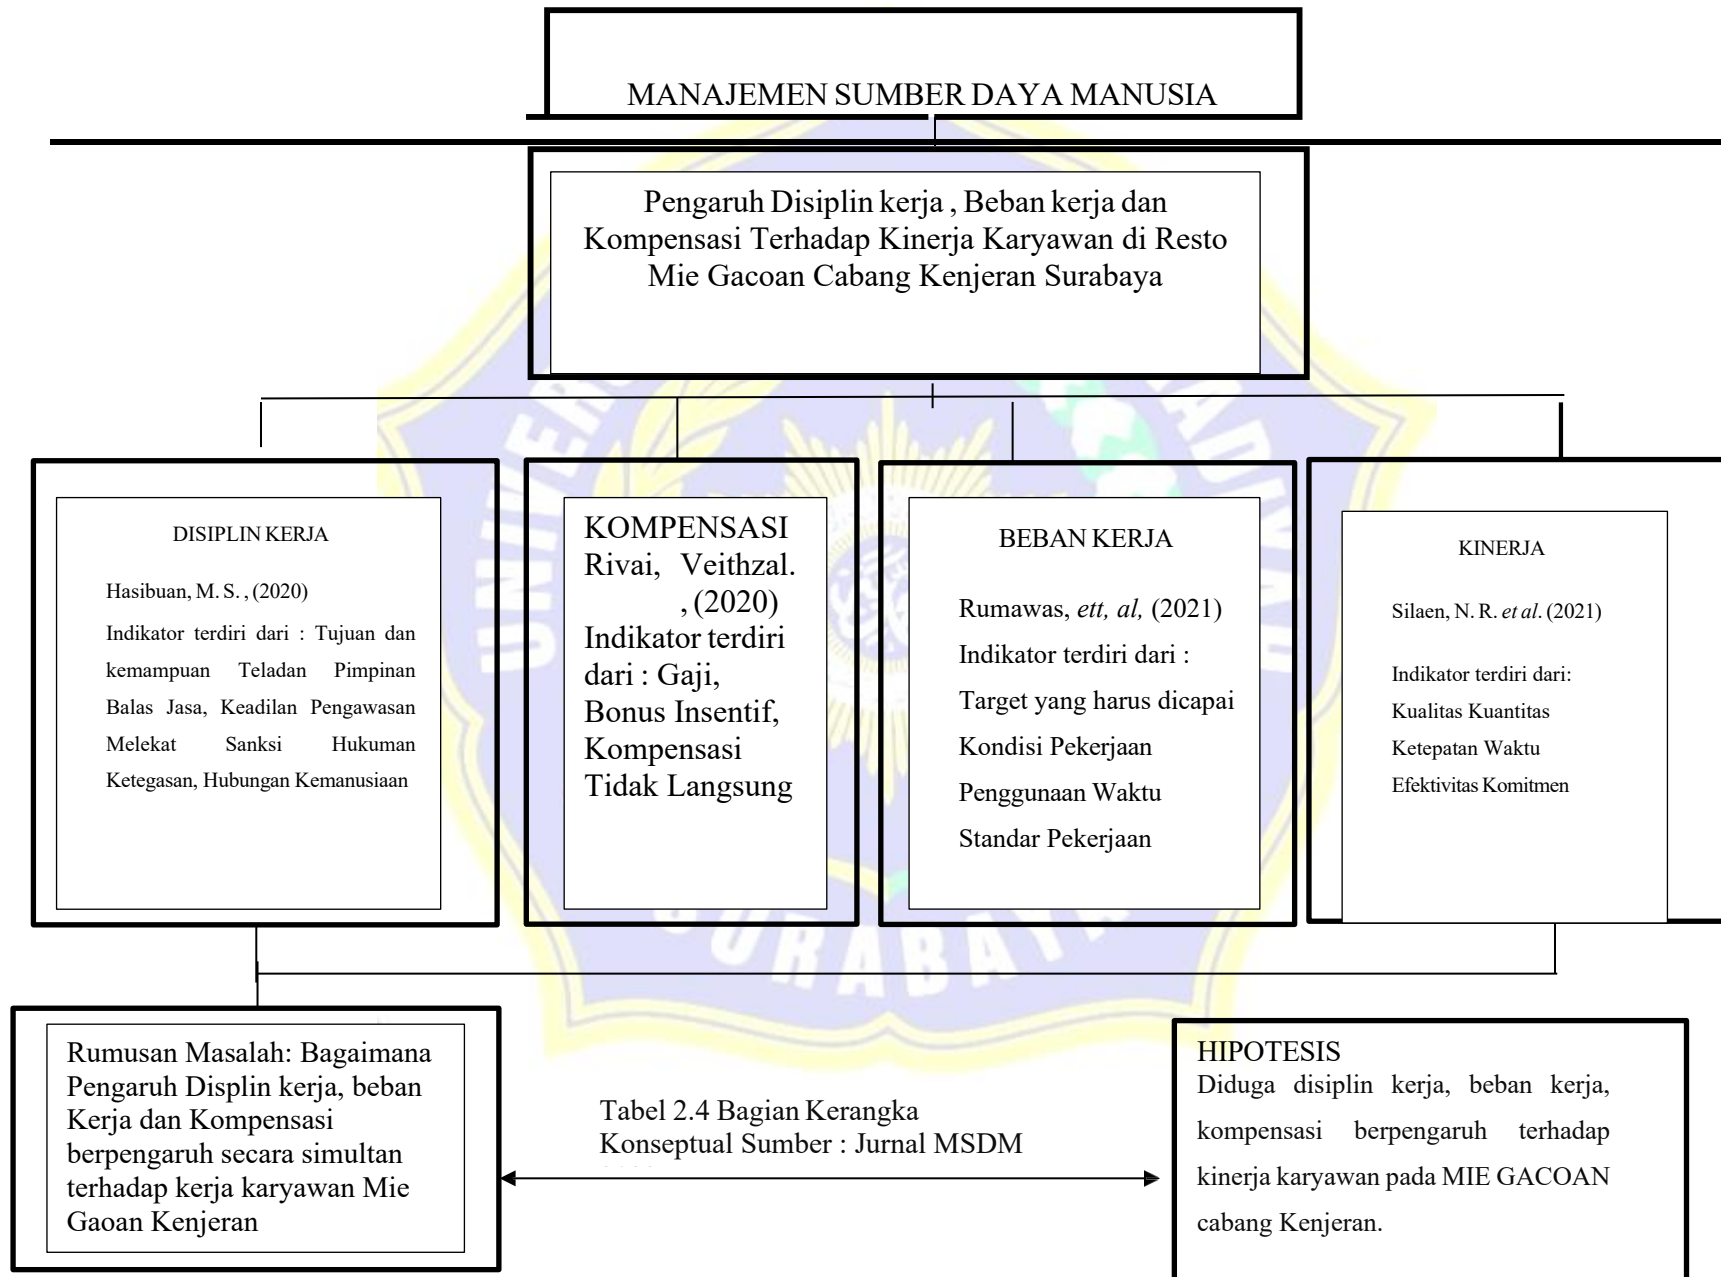 MANAJEMEN SUMBER DAYA MANUSIA
Pengaruh Disiplin kerja , Beban kerja dan
Kompensasi Terhadap Kinerja Karyawan di Resto
Mie Gacoan Cabang Kenjeran Surabaya
DISIPLIN KERJA
Hasibuan, M. S. , (2020)
Indikator terdiri dari : Tujuan dan
kemampuan Teladan Pimpinan
Balas Jasa, Keadilan Pengawasan
Melekat Sanksi Hukuman
Ketegasan, Hubungan Kemanusiaan
KOMPENSASI
Rivai, Veithzal.
, (2020)
Indikator terdiri
dari : Gaji,
Bonus Insentif,
Kompensasi
Tidak Langsung
BEBAN KERJA
Rumawas, ett, al, (2021)
Indikator terdiri dari :
Target yang harus dicapai
Kondisi Pekerjaan
Penggunaan Waktu
Standar Pekerjaan
KINERJA
Silaen, N. R. et al. (2021)
Indikator terdiri dari:
Kualitas Kuantitas
Ketepatan Waktu
Efektivitas Komitmen
Rumusan Masalah: Bagaimana
Pengaruh Displin kerja, beban
Kerja dan Kompensasi
berpengaruh secara simultan
terhadap kerja karyawan Mie
Gaoan Kenjeran
Tabel 2.4 Bagian Kerangka
Konseptual Sumber : Jurnal MSDM
HIPOTESIS
Diduga disiplin kerja, beban kerja,
kompensasi berpengaruh terhadap
kinerja karyawan pada MIE GACOAN
cabang Kenjeran.
SURABAYA